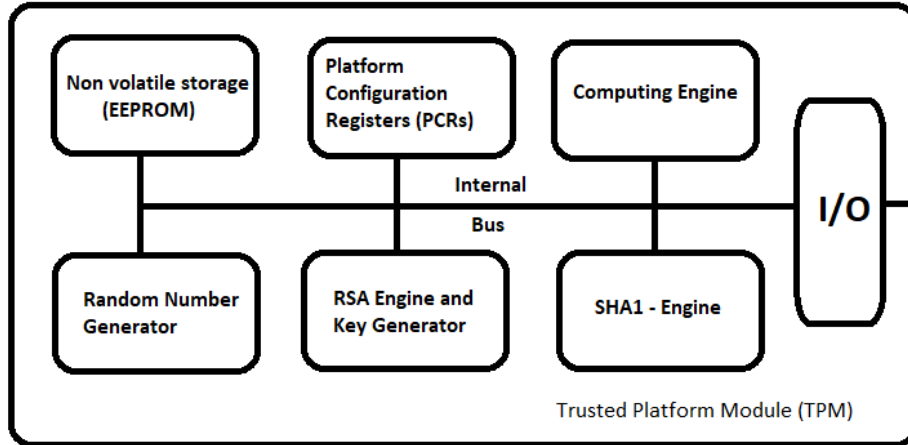 Non volatile storage
(EEPROM)
Platform
Configuration
Registers (PCRs)
Computing Engine
Internal
Bus
I/O
Random Number
Generator
RSA Engine and
Key Generator
SHA1 - Engine
Trusted Platform Module (TPM)